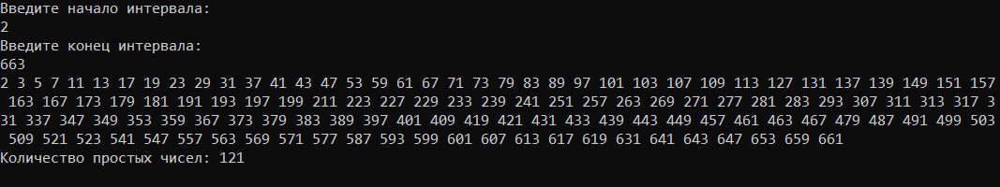 Введите начало интервала:
2
Введите конец интервала:
663
2 3 5 7 11 13 17 19 23 29 31 37 41 43 47 53 59 61 67 71 73 79 83 89 97 101 103 107 109 113 127 131 137 139 149 151 157
163 167 173 179 181 191 193 197 199 211 223 227 229 233 239 241 251 257 263 269 271 277 281 283 293 307 311 313 317 3
31 337 347 349 353 359 367 373 379 383 389 397 401 409 419 421 431 433 439 443 449 457 461 463 467 479 487 491 499 503
509 521 523 541 547 557 563 569 571 577 587 593 599 601 607 613 617 619 631 641 643 647 653 659 661
Количество простых чисел: 121